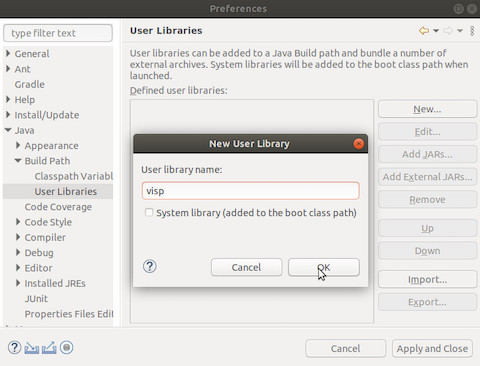 Preferences
type filter text
User Libraries
General
Ant
Gradle
Help
Install/Update
Java
Appearance
Build Path
Classpath Variabl
User Libraries
Code Coverage
Code Style
Compiler
Debug
Editor
Installed JREs
JUnit
Properties Files Edit
User libraries can be added to a Java Build path and bundle a number of
external archives. System libraries will be added to the boot class path when
launched.
Defined user libraries:
New...
Edit...
Add JARs...
Add External JARs...
Remove
Up
Down
Import...
Export...
New User Library
User library name:
visp
System library (added to the boot class path)
?
Cancel
OK
?
Cancel
Apply and Close